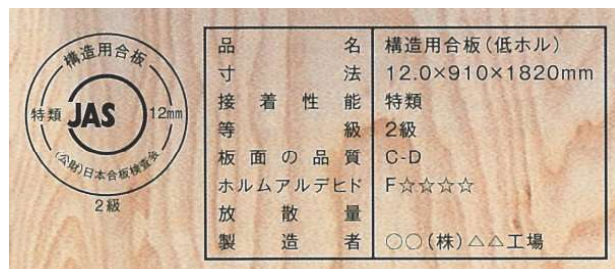 構造用合板
特類 JAS 12mm
(公財)日本合板検査会
2級
品名 構造用合板(低ホル)
寸法 12.0×910×1820mm
接着性能 特類
等級 2級
板面の品質 C-D
ホルムアルデヒド F☆☆☆☆
放散量
製造者 ○○(株)△△工場